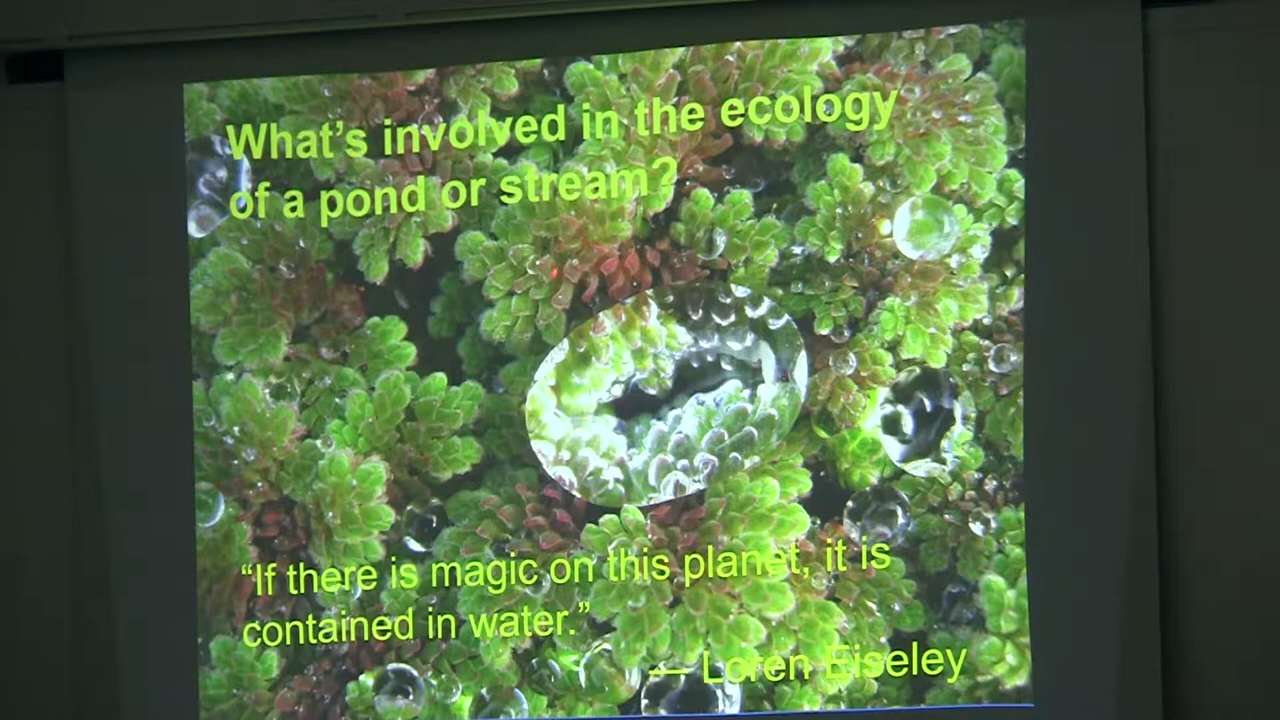 What’s involved in the ecology
of a pond or stream?
“If there is magic on this planet, it is
contained in water.”
— Loren Eiseley